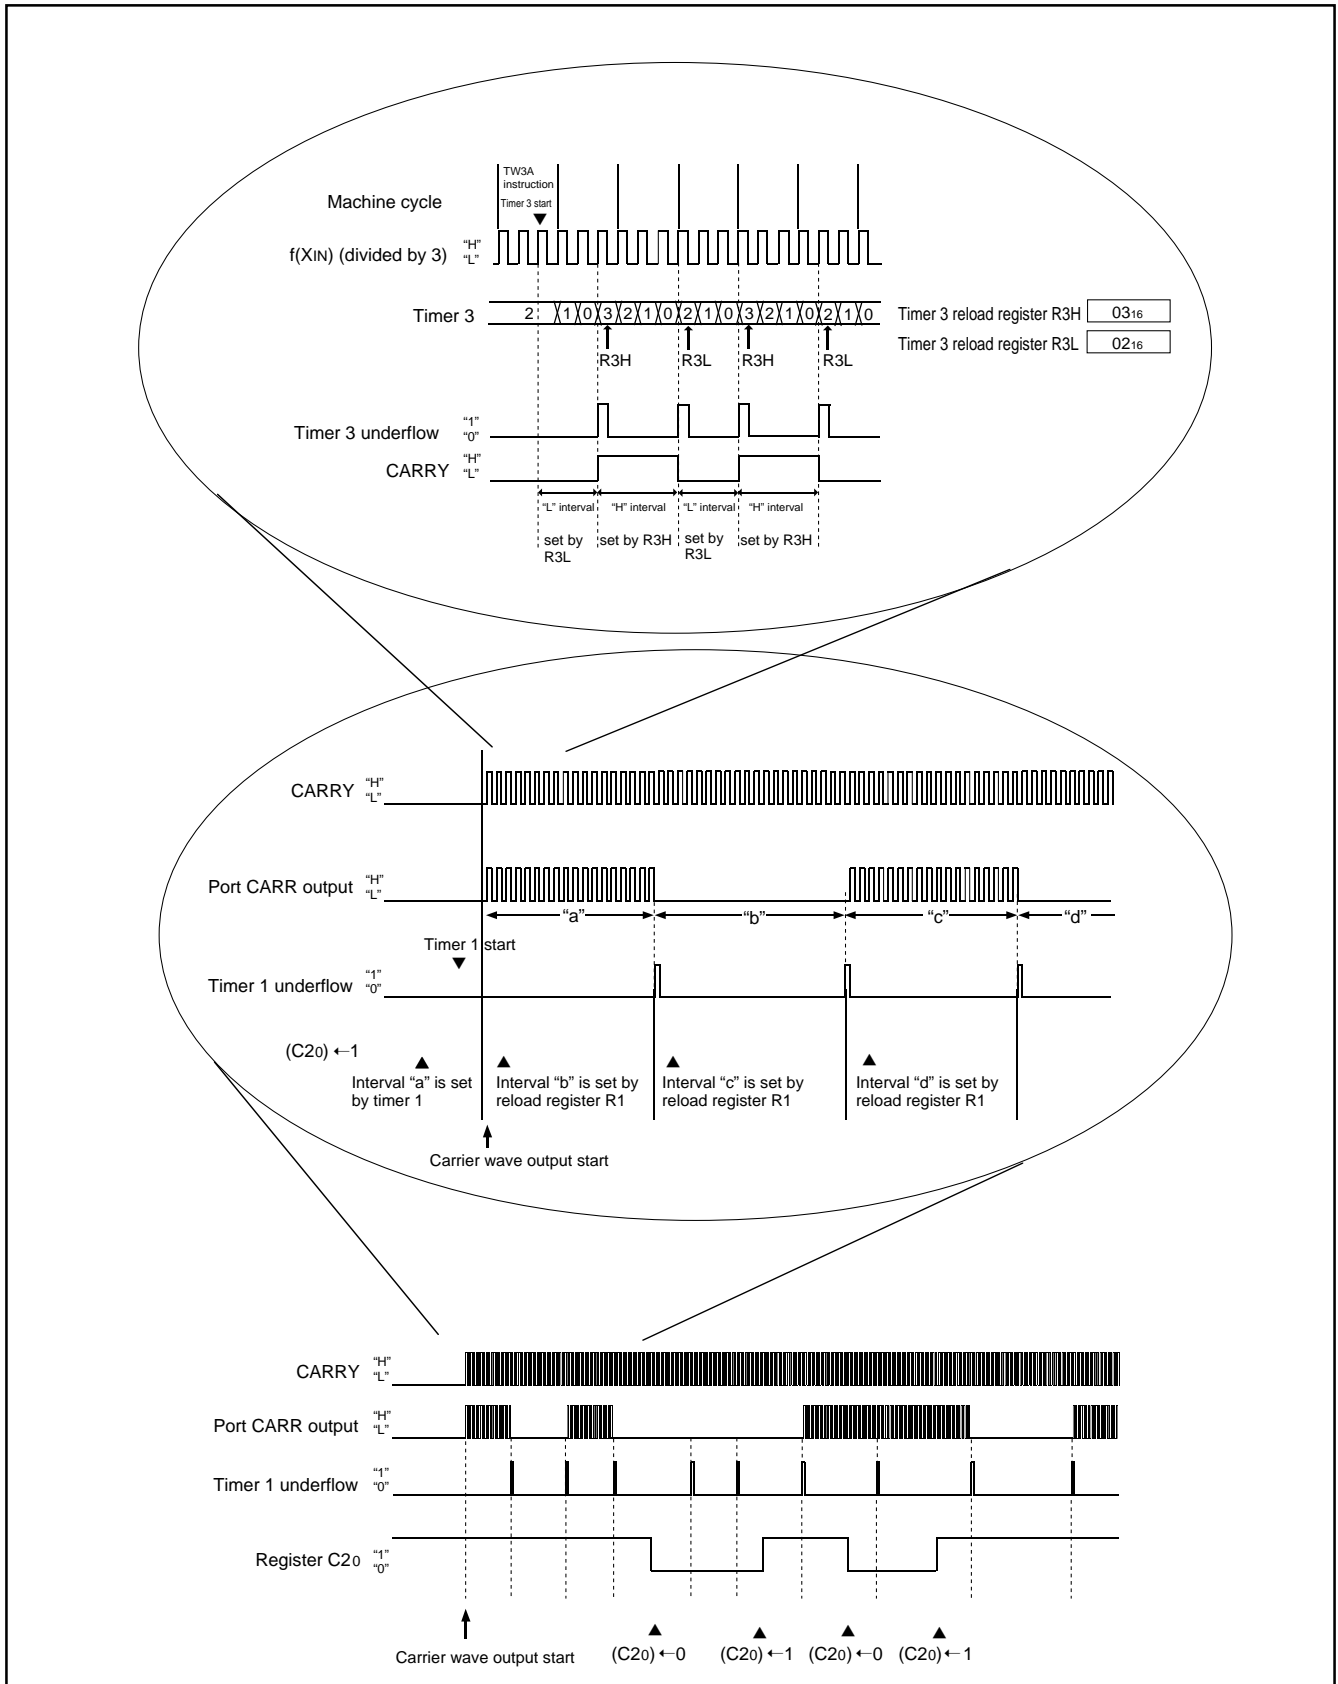 TW3A
instruction
Machine cycle
Timer 3 start
f(XIN) (divided by 3) “H”
“L”
Timer 3 2 1 0 3 2 1 0 2 1 0 3 2 1 0 2 1 0
Timer 3 reload register R3H 0316
R3H R3L R3H R3L
Timer 3 reload register R3L 0216
Timer 3 underflow “1”
“0”
CARRY “H”
“L”
“L” interval “H” interval “L” interval “H” interval
set by R3L set by R3H set by R3L set by R3H
CARRY “H”
“L”
Port CARR output “H”
“L”
“a” “b” “c” “d”
Timer 1 start
Timer 1 underflow “1”
“0”
(C20) ←1
Interval “a” is set
by timer 1
Interval “b” is set by
reload register R1
Interval “c” is set by
reload register R1
Interval “d” is set by
reload register R1
Carrier wave output start
CARRY “H”
“L”
Port CARR output “H”
“L”
Timer 1 underflow “1”
“0”
Register C20 “1”
“0”
Carrier wave output start
(C20) ←0 (C20) ←1 (C20) ←0 (C20) ←1